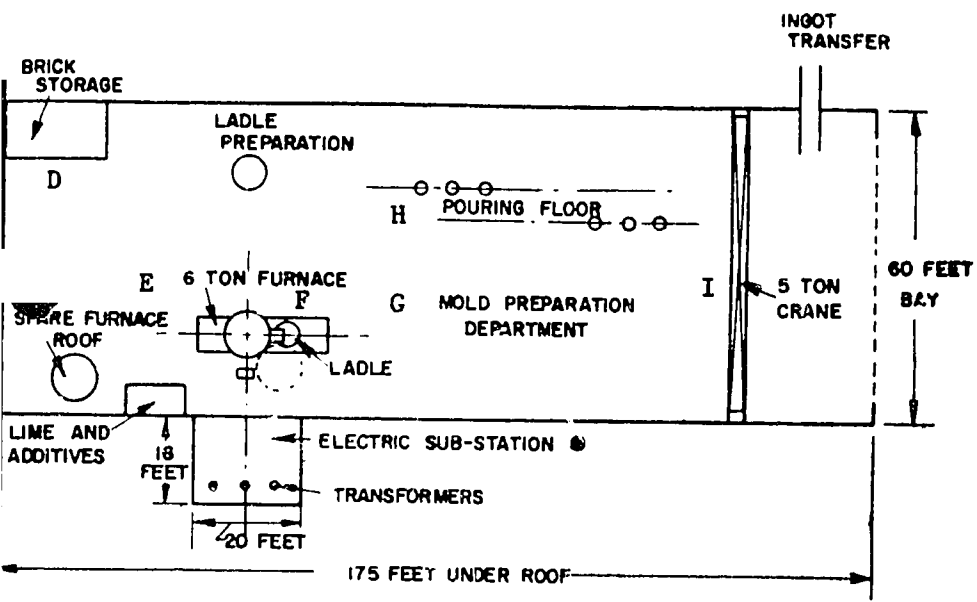 INGOT
TRANSFER
BRICK
STORAGE
LADLE
PREPARATION
D
H
POURING FLOOR
E
6 TON FURNACE
F
G
MOLD PREPARATION
DEPARTMENT
I
5 TON
CRANE
60 FEET
BAY
SPARE FURNACE
ROOF
LADLE
LIME AND
ADDITIVES
18
FEET
ELECTRIC SUB-STATION
TRANSFORMERS
20 FEET
175 FEET UNDER ROOF